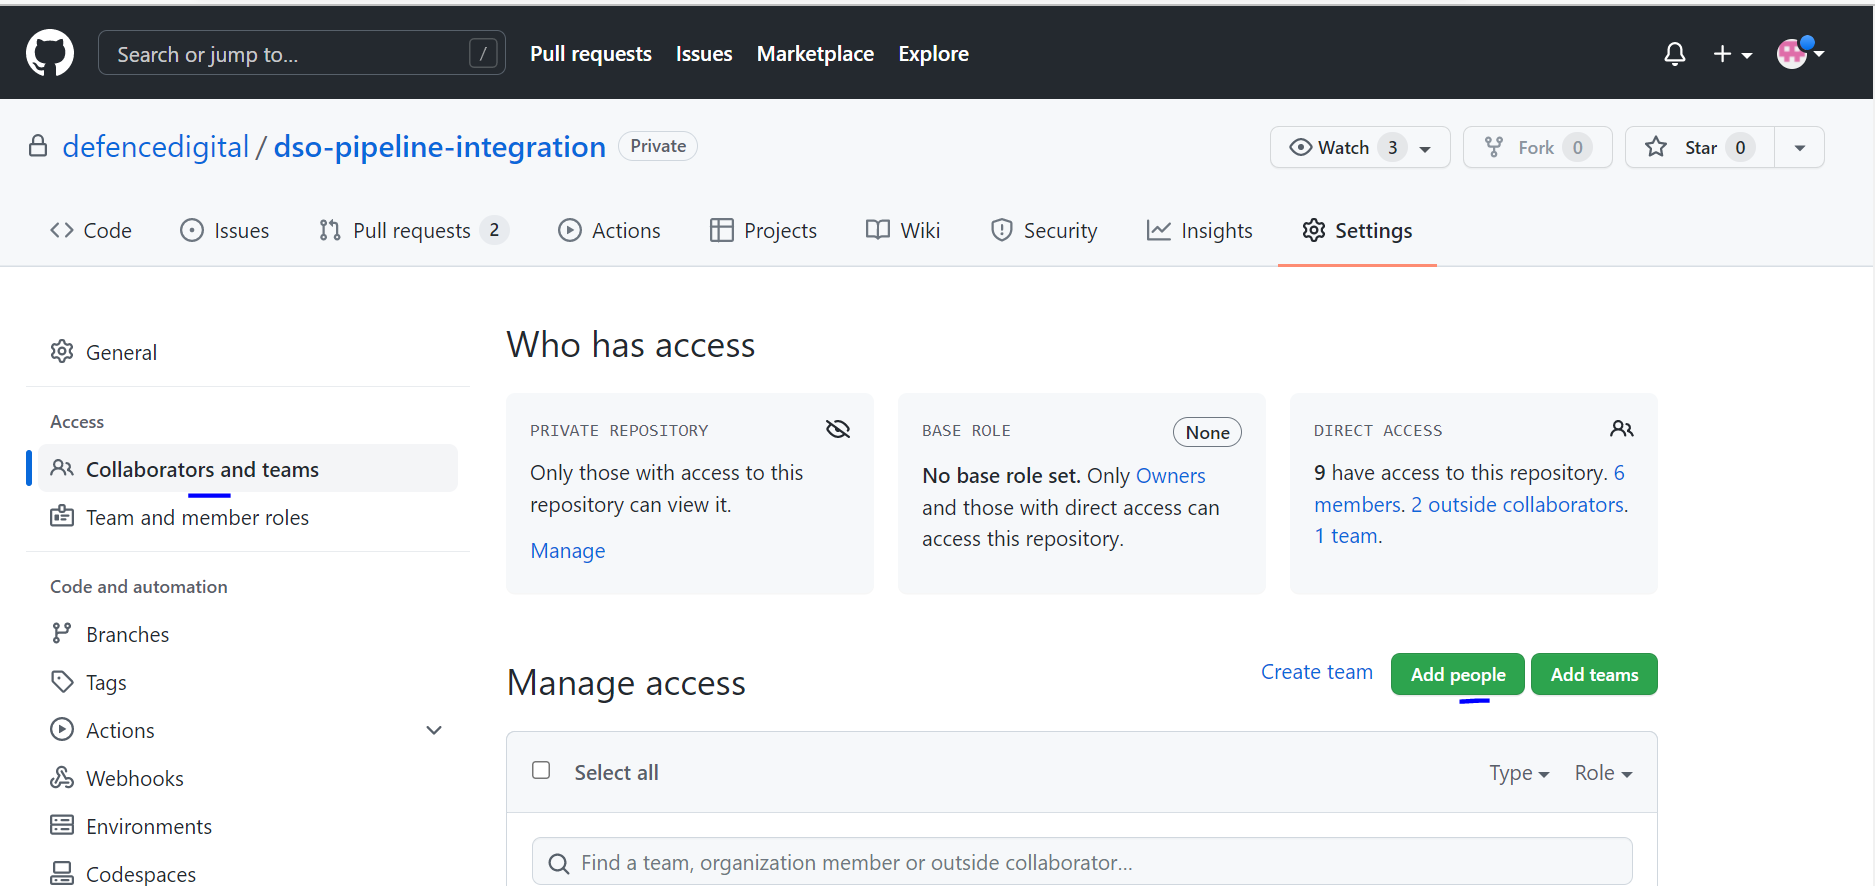 Search or jump to... /
Pull requests Issues Marketplace Explore
defencedigital / dso-pipeline-integration Private
Watch 3 Fork 0 Star 0
Code Issues Pull requests 2 Actions Projects Wiki Security Insights Settings
General
Access
Collaborators and teams
Team and member roles
Code and automation
Branches
Tags
Actions
Webhooks
Environments
Codespaces
Who has access
PRIVATE REPOSITORY
Only those with access to this
repository can view it.
Manage
BASE ROLE None
No base role set. Only Owners
and those with direct access can
access this repository.
DIRECT ACCESS
9 have access to this repository. 6
members. 2 outside collaborators.
1 team.
Manage access
Create team Add people Add teams
Select all Type Role
Find a team, organization member or outside collaborator...